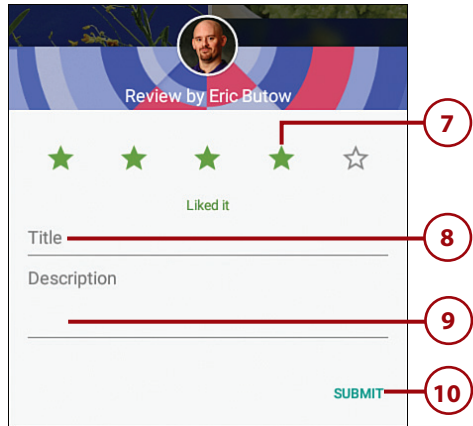 Review by Eric Butow
7
Liked it
Title
8
Description
9
SUBMIT
10